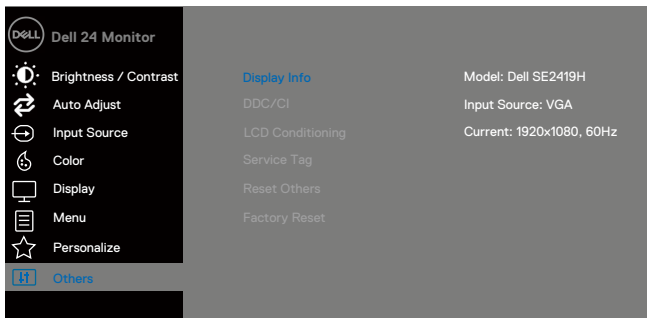 DELL
Dell 24 Monitor
Brightness / Contrast
Auto Adjust
Input Source
Color
Display
Menu
Personalize
Others
Display Info
DDC/CI
LCD Conditioning
Service Tag
Reset Others
Factory Reset
Model: Dell SE2419H
Input Source: VGA
Current: 1920x1080, 60Hz